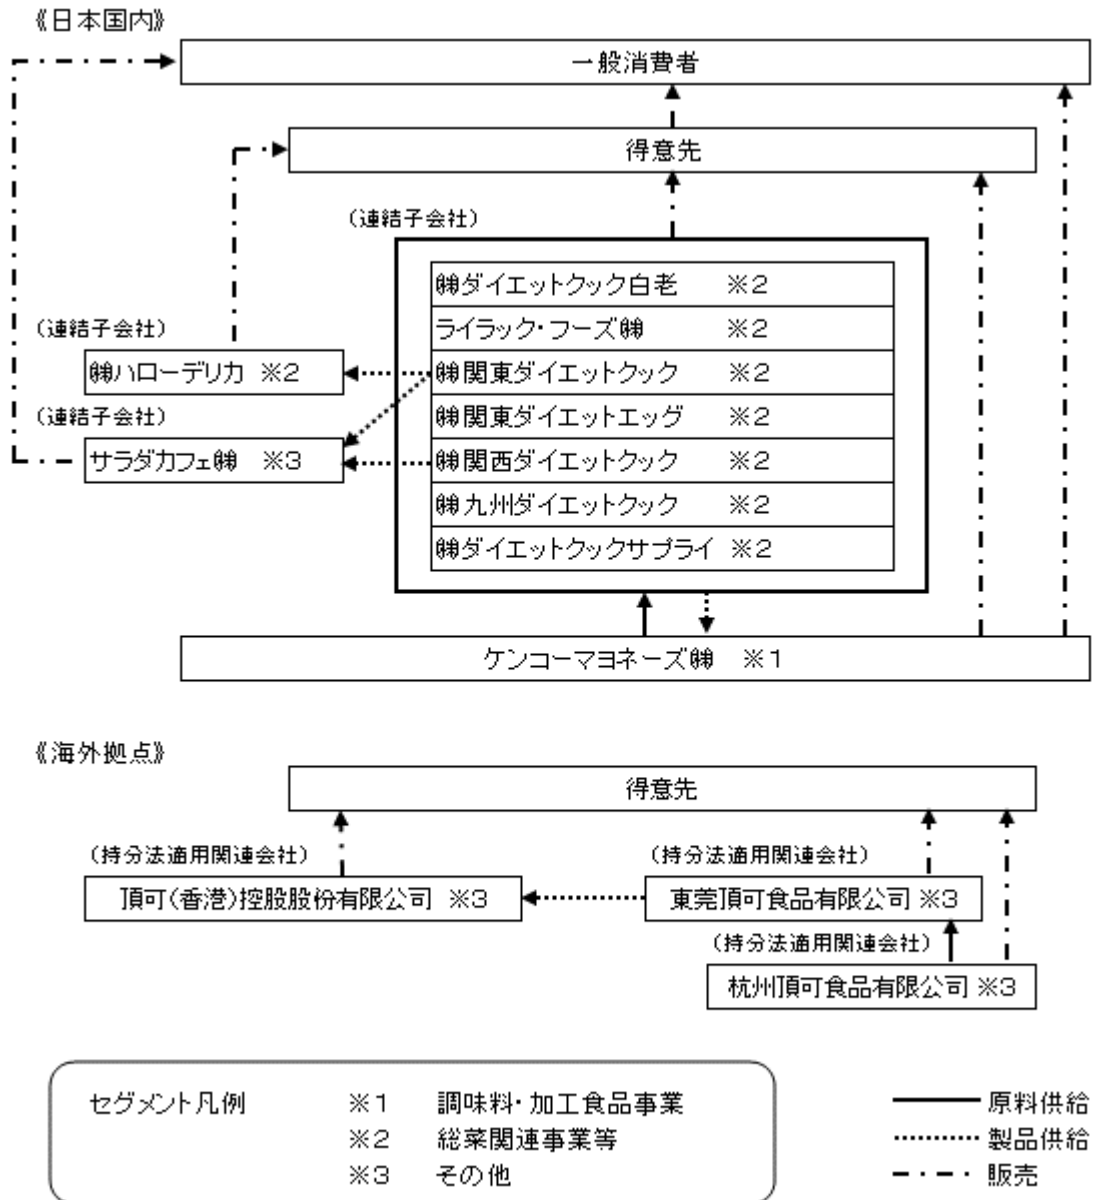 《日本国内》
一般消費者
得意先
（連結子会社）
㈱ダイエットクック白老 ※2
ライラック・フーズ㈱ ※2
（連結子会社）
㈱ハローデリカ ※2
㈱関東ダイエットクック ※2
（連結子会社）
㈱関東ダイエットエッグ ※2
サラダカフェ㈱ ※3
㈱関西ダイエットクック ※2
㈱九州ダイエットクック ※2
㈱ダイエットクックサプライ ※2
ケンコーマヨネーズ㈱ ※1
《海外拠点》
得意先
（持分法適用関連会社） （持分法適用関連会社）
頂可(香港)控股股份有限公司 ※3 東莞頂可食品有限公司 ※3
（持分法適用関連会社）
杭州頂可食品有限公司 ※3
セグメント凡例 ※1 調味料・加工食品事業 原料供給
※2 総菜関連事業等 製品供給
※3 その他 販売